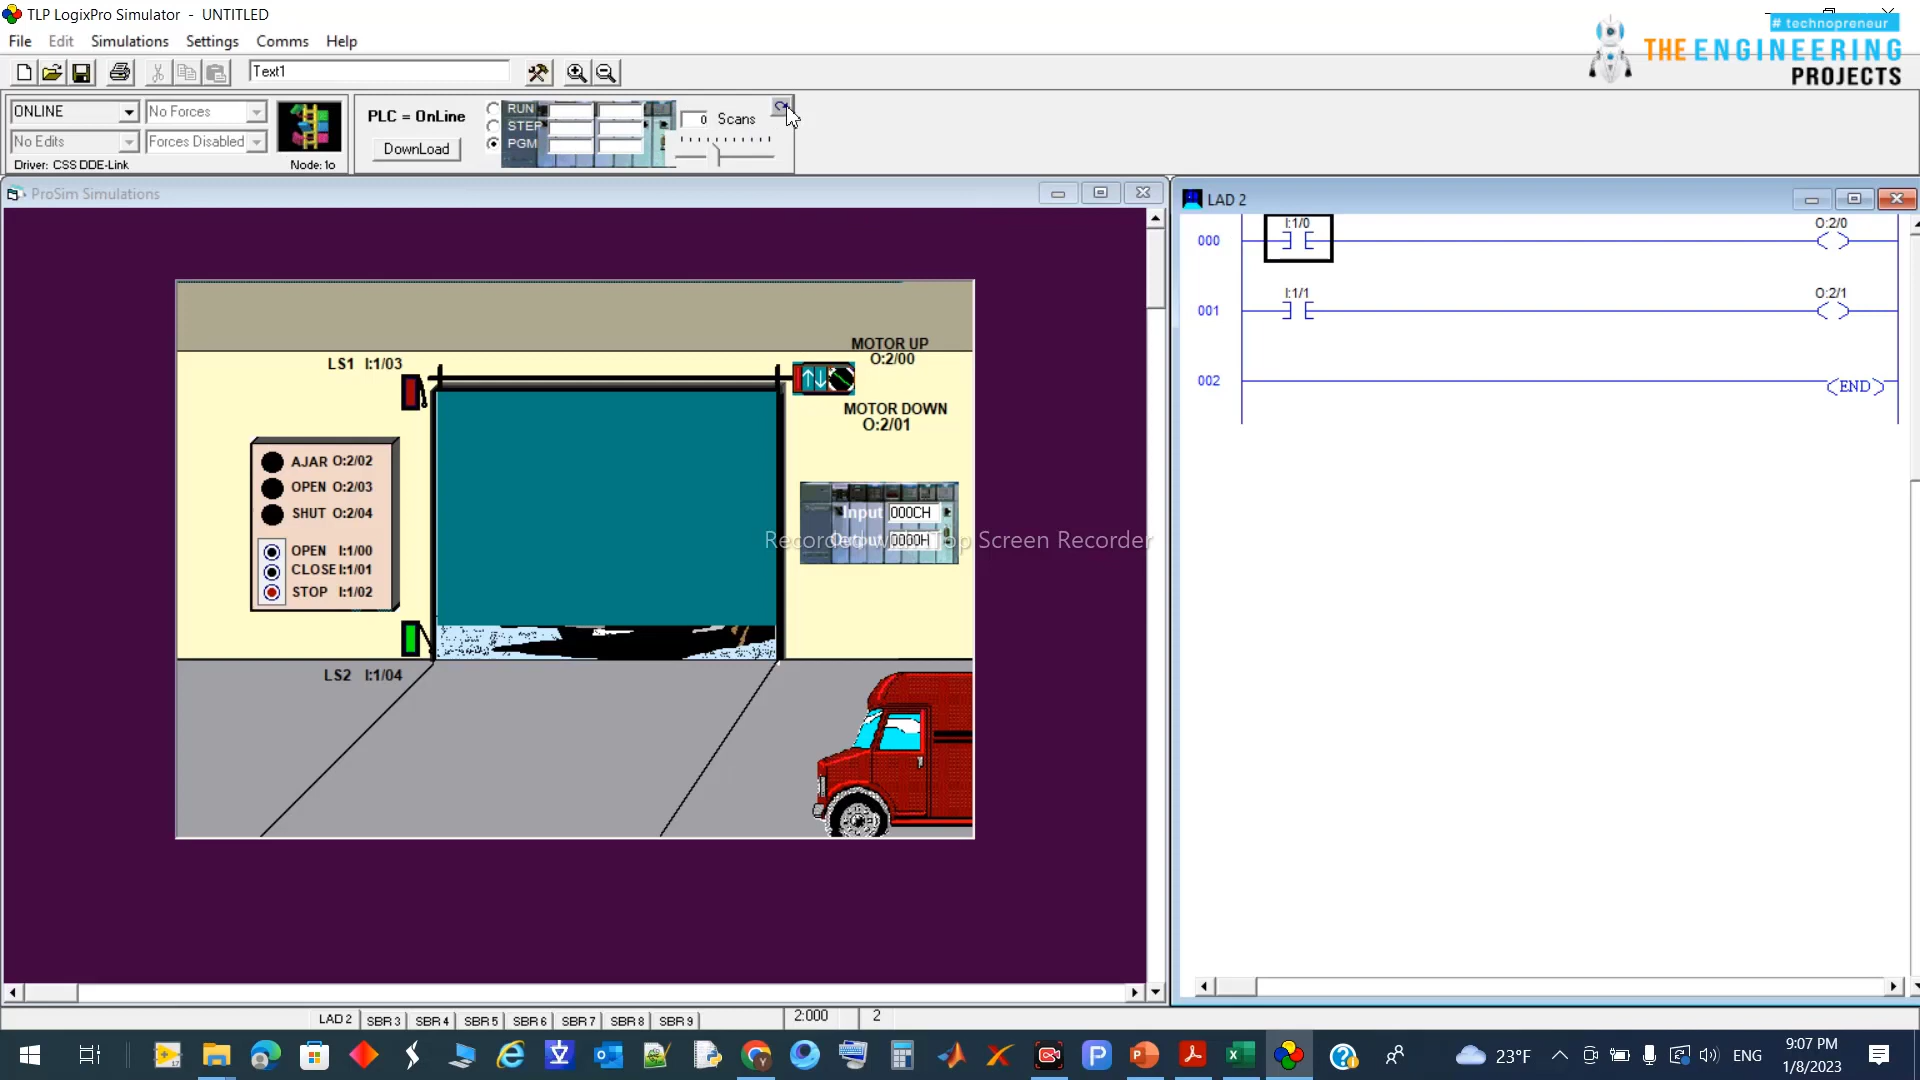 TLP LogixPro Simulator - UNTITLED
# technopreneur
THE ENGINEERING
PROJECTS
File Edit Simulations Settings Comms Help
Text1
ONLINE
No Forces
No Edits
Forces Disabled
Driver: CSS DDE-Link
Node: 1o
PLC = OnLine
DownLoad
RUN
STEP
PGM
0 Scans
ProSim Simulations
LS1 I:1/03
MOTOR UP
O:2/00
MOTOR DOWN
O:2/01
AJAR O:2/02
OPEN O:2/03
SHUT O:2/04
OPEN I:1/00
CLOSE I:1/01
STOP I:1/02
Input 000CH
Output 0000H
Recorded with Top Screen Recorder
LS2 I:1/04
LAD 2
I:1/0
O:2/0
000
I:1/1
O:2/1
001
002
END
LAD 2 SBR 3 SBR 4 SBR 5 SBR 6 SBR 7 SBR 8 SBR 9
2:000
2
23°F
ENG
9:07 PM
1/8/2023